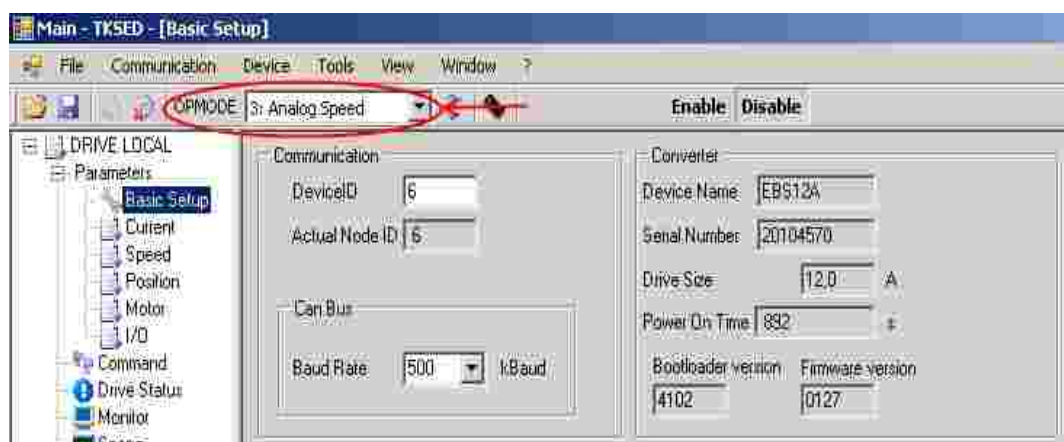 Main - TKSED - [Basic Setup]
File Communication Device Tools View Window ?
OPMODE 3: Analog Speed Enable Disable
DRIVE LOCAL
Parameters
Basic Setup
Current
Speed
Position
Motor
I/O
Command
Drive Status
Monitor
Communication
DeviceID 6
Actual Node ID 6
Can Bus
Baud Rate 500 kBaud
Converter
Device Name EBS12A
Serial Number 20104570
Drive Size 12,0 A
Power On Time 892 s
Bootloader version Firmware version
4102 0127